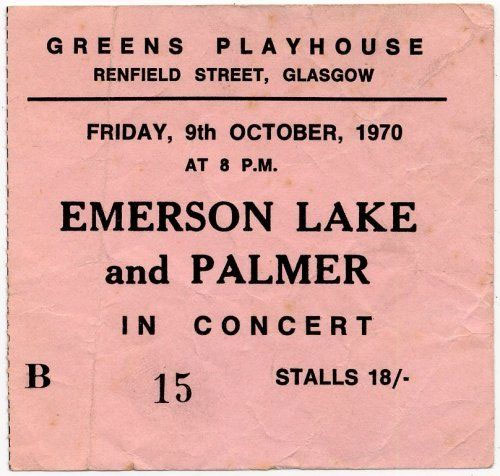 GREENS PLAYHOUSE
RENFIELD STREET, GLASGOW
FRIDAY, 9th OCTOBER, 1970
AT 8 P.M.
EMERSON LAKE
and PALMER
IN CONCERT
B 15 STALLS 18/-